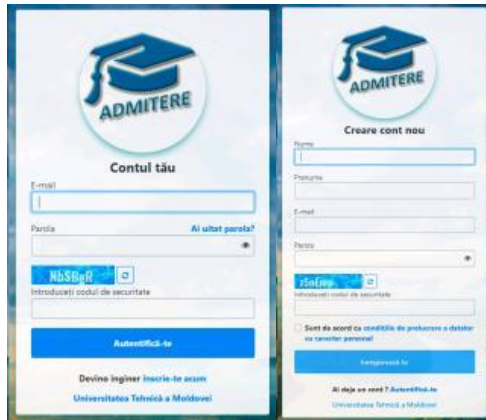 ADMITERE
Contul tău
E-mail
Parola Ai uitat parola?
NbSBgR
Introduceți codul de securitate
Autentifică-te
Devino inginer înscrie-te acum
Universitatea Tehnică a Moldovei
ADMITERE
Creare cont nou
Nume
Prenume
E-mail
Parola
Introduceți codul de securitate
Sunt de acord cu condițiile de prelucrare a datelor
cu caracter personal
Înregistrează-te
Ai deja un cont ? Autentifică-te
Universitatea Tehnică a Moldovei